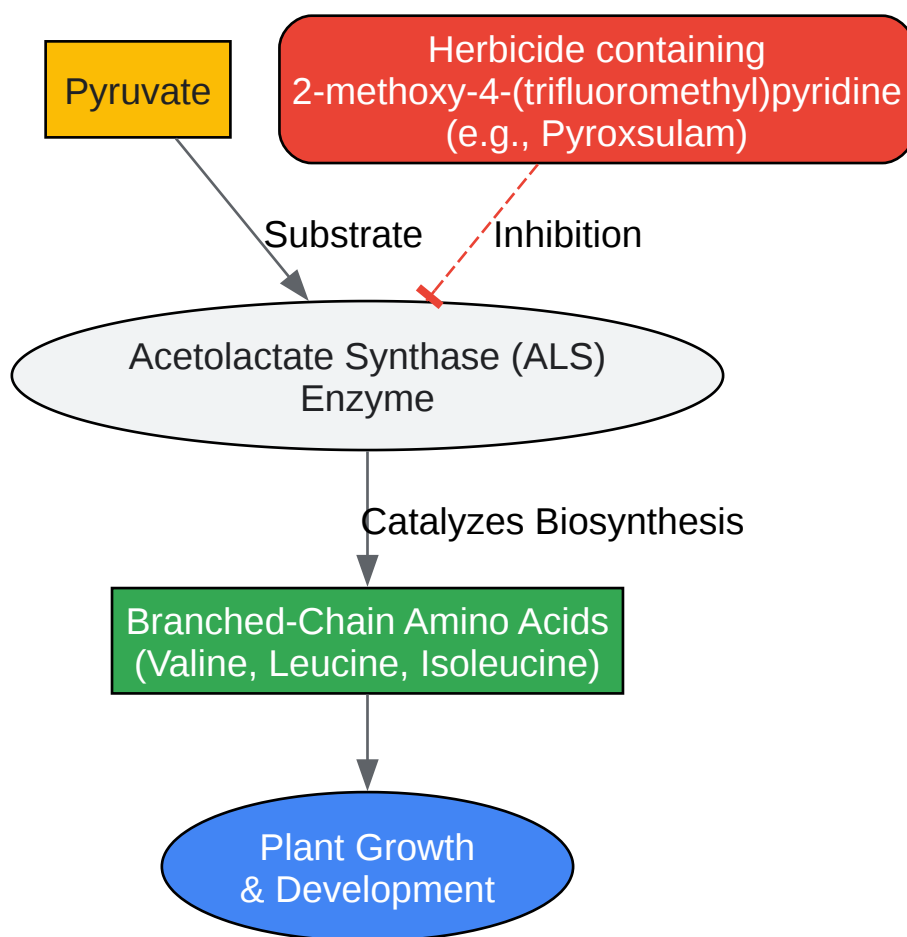 Pyruvate
Herbicide containing
2-methoxy-4-(trifluoromethyl)pyridine
(e.g., Pyroxsulam)
Substrate
Inhibition
Acetolactate Synthase (ALS)
Enzyme
Catalyzes Biosynthesis
Branched-Chain Amino Acids
(Valine, Leucine, Isoleucine)
Plant Growth
& Development